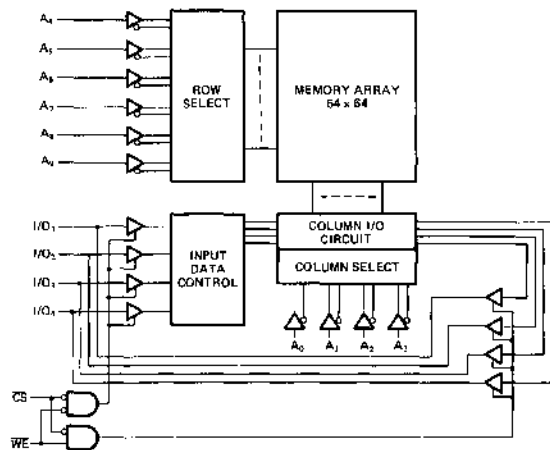 A₄
A₅
A₆
A₇
A₈
A₉
ROW
SELECT
MEMORY ARRAY
64 x 64
I/O₁
I/O₂
I/O₃
I/O₄
INPUT
DATA
CONTROL
COLUMN I/O
CIRCUIT
COLUMN SELECT
A₀
A₁
A₂
A₃
CS
WE